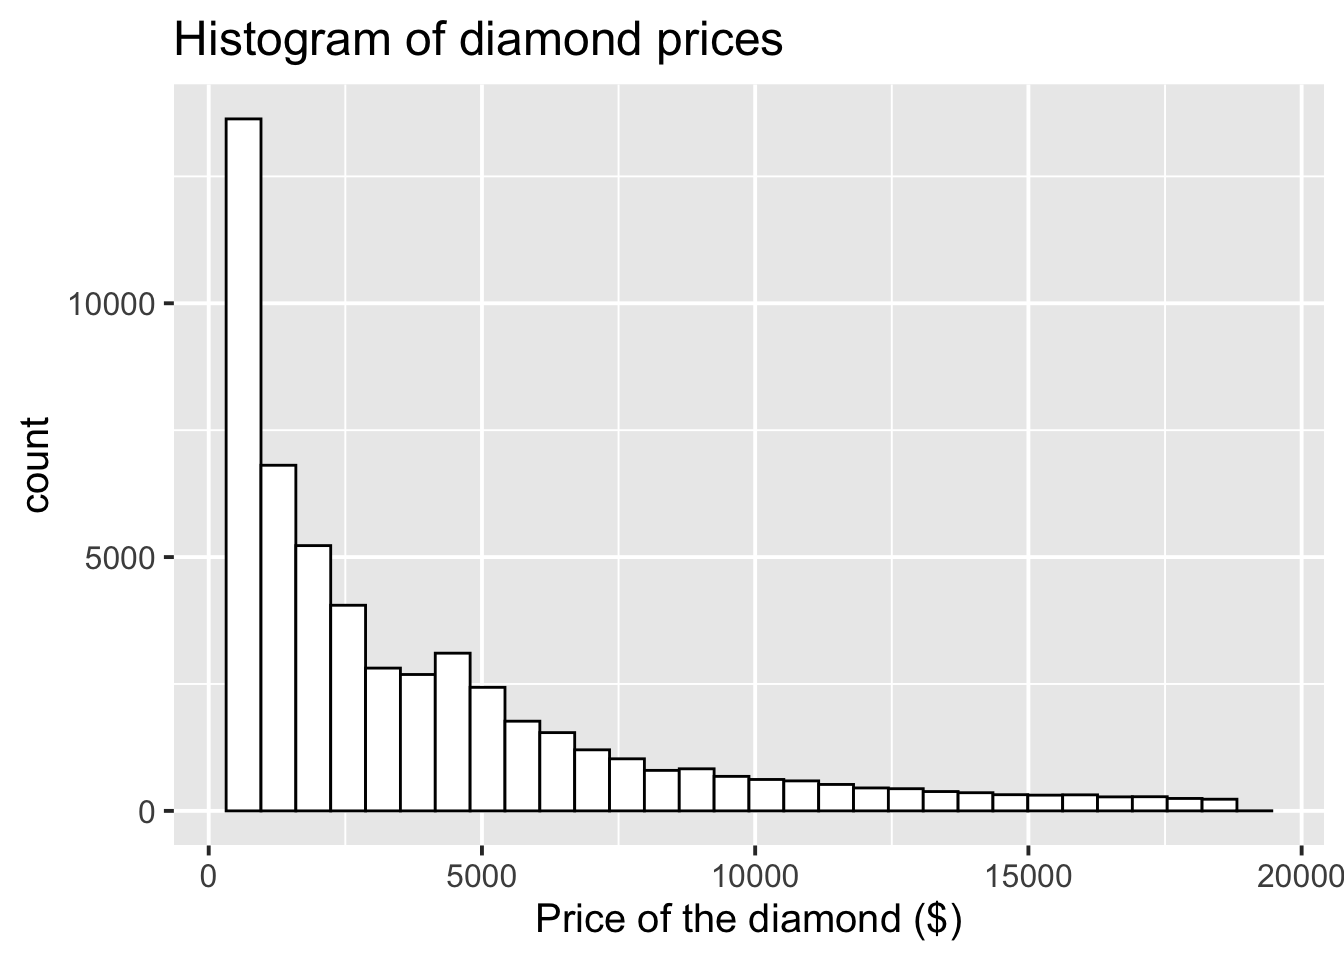 Histogram of diamond prices
10000
5000
0
count
0 5000 10000 15000 20000
Price of the diamond ($)